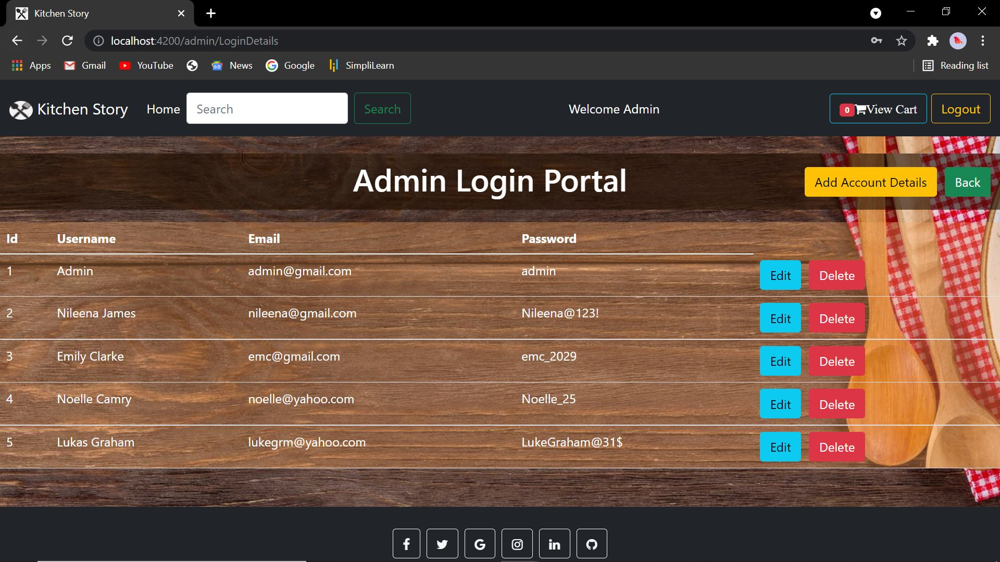 Kitchen Story
localhost:4200/admin/LoginDetails
Apps Gmail YouTube News Google SimpliLearn Reading list
Kitchen Story Home Search Search Welcome Admin 0 View Cart Logout
Admin Login Portal Add Account Details Back
Id Username Email Password
1 Admin admin@gmail.com admin Edit Delete
2 Nileena James nileena@gmail.com Nileena@123! Edit Delete
3 Emily Clarke emc@gmail.com emc_2029 Edit Delete
4 Noelle Camry noelle@yahoo.com Noelle_25 Edit Delete
5 Lukas Graham lukegrm@yahoo.com LukeGraham@31$ Edit Delete